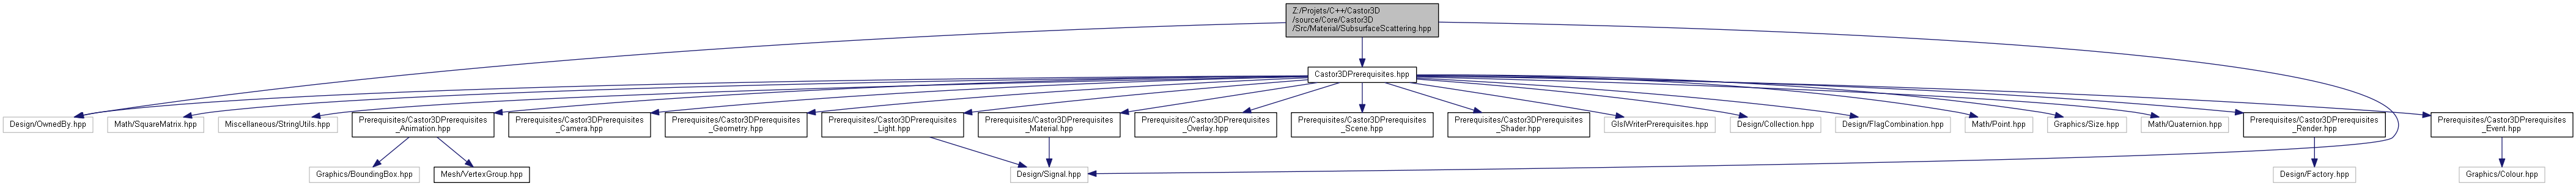 Z:/Projets/C++/Castor3D
/source/Core/Castor3D
/Src/Material/SubsurfaceScattering.hpp
Castor3DPrerequisites.hpp
Design/OwnedBy.hpp
Math/SquareMatrix.hpp
Miscellaneous/StringUtils.hpp
Prerequisites/Castor3DPrerequisites
_Animation.hpp
Prerequisites/Castor3DPrerequisites
_Camera.hpp
Prerequisites/Castor3DPrerequisites
_Geometry.hpp
Prerequisites/Castor3DPrerequisites
_Light.hpp
Prerequisites/Castor3DPrerequisites
_Material.hpp
Prerequisites/Castor3DPrerequisites
_Overlay.hpp
Prerequisites/Castor3DPrerequisites
_Scene.hpp
Prerequisites/Castor3DPrerequisites
_Shader.hpp
GlslWriterPrerequisites.hpp
Design/Collection.hpp
Design/FlagCombination.hpp
Math/Point.hpp
Graphics/Size.hpp
Math/Quaternion.hpp
Prerequisites/Castor3DPrerequisites
_Render.hpp
Prerequisites/Castor3DPrerequisites
_Event.hpp
Graphics/BoundingBox.hpp
Mesh/VertexGroup.hpp
Design/Signal.hpp
Design/Factory.hpp
Graphics/Colour.hpp